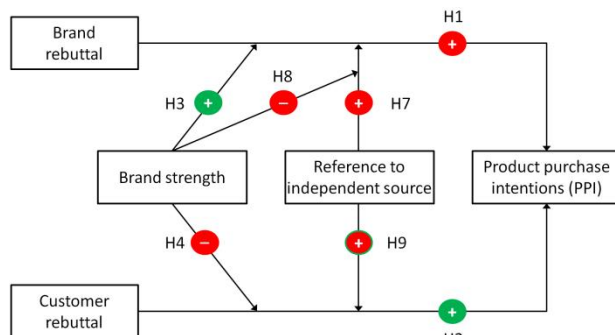 H1
Brand
rebuttal
+
H8
H3
+
−
+
H7
Brand strength
Reference to
independent source
Product purchase
intentions (PPI)
H4
−
+
H9
Customer
rebuttal
+